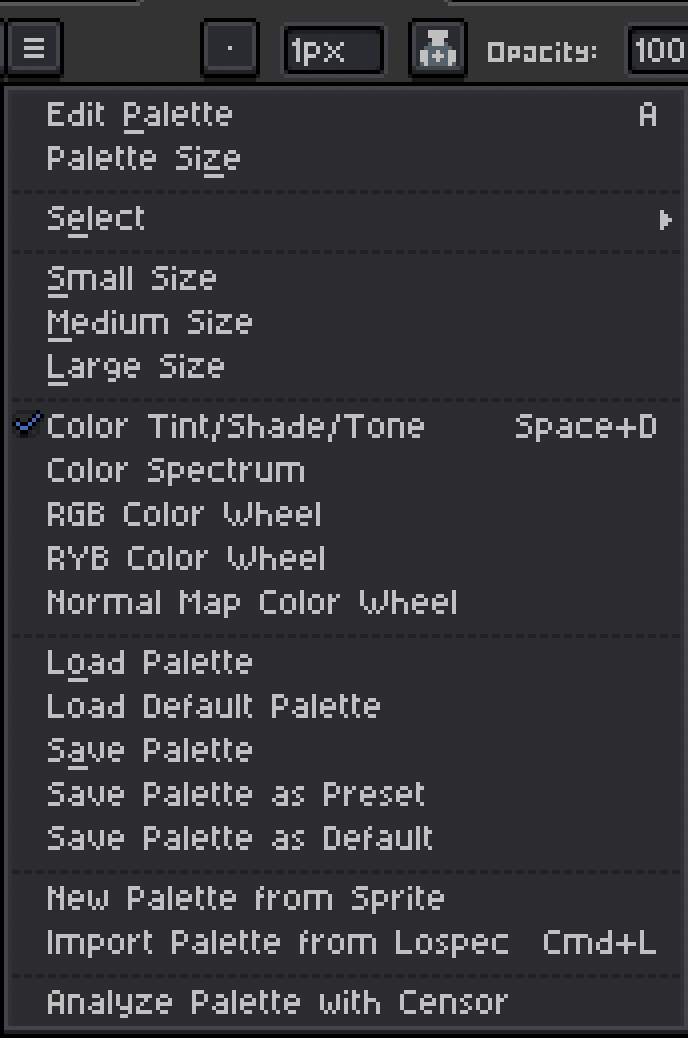 1px Opacity: 100
Edit Palette A
Palette Size
Select
Small Size
Medium Size
Large Size
Color Tint/Shade/Tone Space+D
Color Spectrum
RGB Color Wheel
RYB Color Wheel
Normal Map Color Wheel
Load Palette
Load Default Palette
Save Palette
Save Palette as Preset
Save Palette as Default
New Palette from Sprite
Import Palette from Lospec Cmd+L
Analyze Palette with Censor